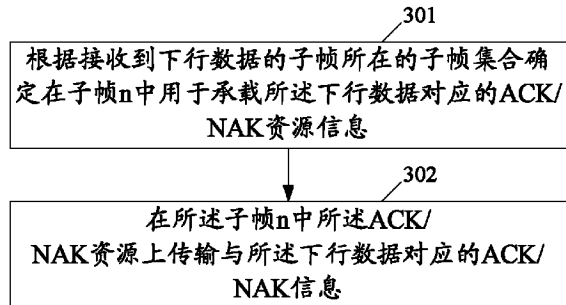 301
根据接收到下行数据的子帧所在的子帧集合确
定在子帧n中用于承载所述下行数据对应的ACK/
NAK资源信息
302
在所述子帧n中所述ACK/
NAK资源上传输与所述下行数据对应的ACK/
NAK信息